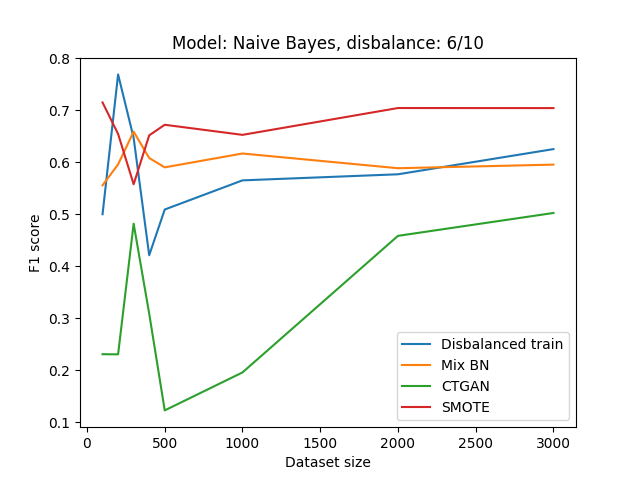 Model: Naive Bayes, disbalance: 6/10
F1 score
0.8
0.7
0.6
0.5
0.4
0.3
0.2
0.1
0 500 1000 1500 2000 2500 3000
Dataset size
Disbalanced train
Mix BN
CTGAN
SMOTE